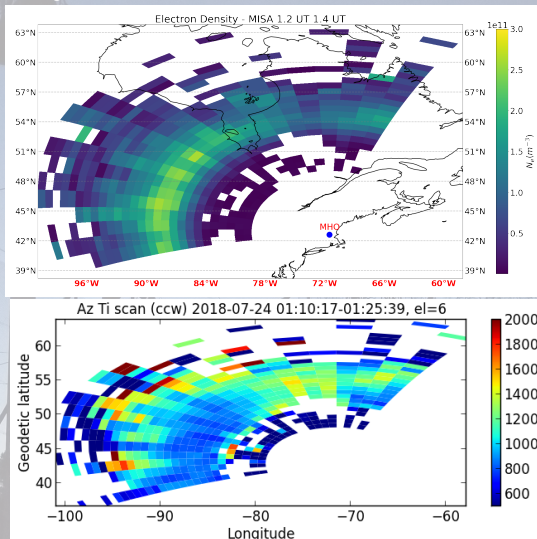 Electron Density - MISA 1.2 UT 1.4 UT
1e11
63°N 63°N 3.0
60°N 60°N
2.5
57°N 57°N
2.0
54°N 54°N
51°N 51°N 1.5
48°N 48°N
1.0
45°N 45°N
MHO
42°N 42°N 0.5
39°N 39°N
Nₑ(m⁻³)
96°W 90°W 84°W 78°W 72°W 66°W 60°W
Az Ti scan (ccw) 2018-07-24 01:10:17-01:25:39, el=6
2000
60 1800
55 1600
50 1400
45 1200
40 1000
800
600
Geodetic latitude
−100 −90 −80 −70 −60
Longitude